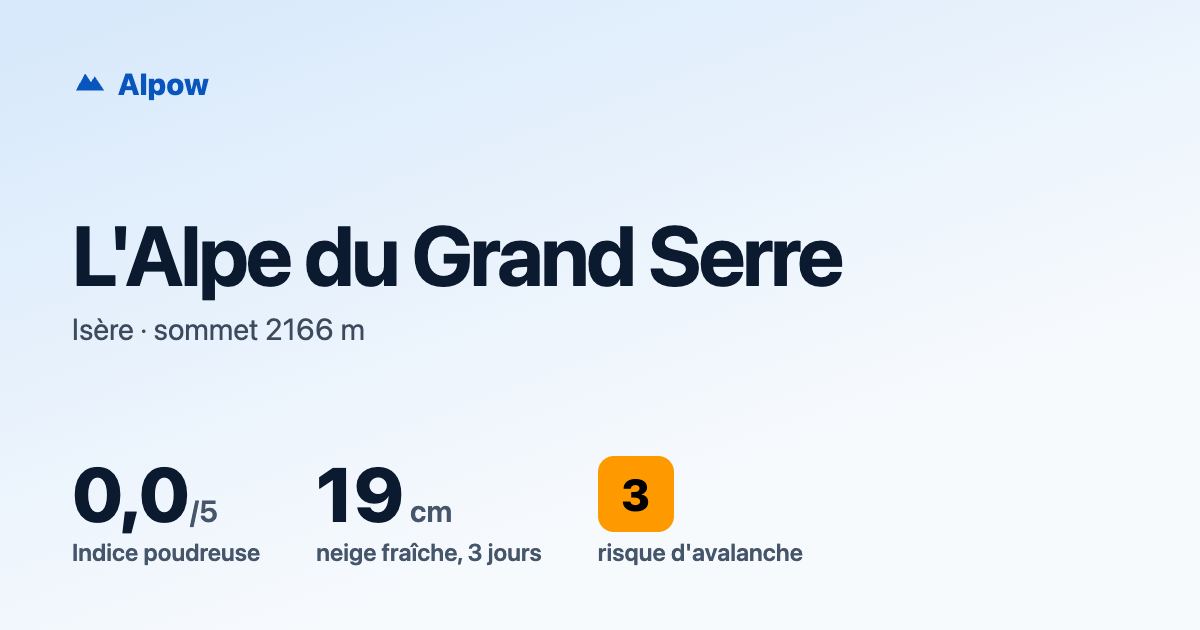 Alpow
L'Alpe du Grand Serre
Isère · sommet 2166 m
0,0/5
Indice poudreuse
19 cm
neige fraîche, 3 jours
3
risque d'avalanche